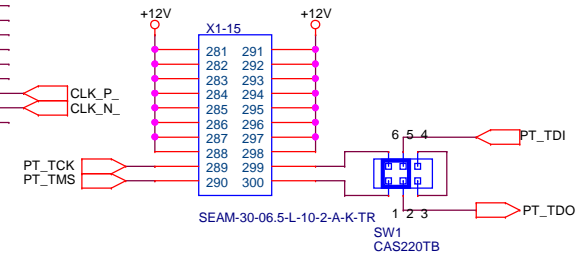 +12V
+12V
X1-15
281 291
282 292
283 293
284 294
285 295
286 296
287 297
288 298
289 299
290 300
CLK_P_
CLK_N_
PT_TCK
PT_TMS
6 5 4
PT_TDI
1 2 3
PT_TDO
SEAM-30-06.5-L-10-2-A-K-TR
SW1
CAS220TB